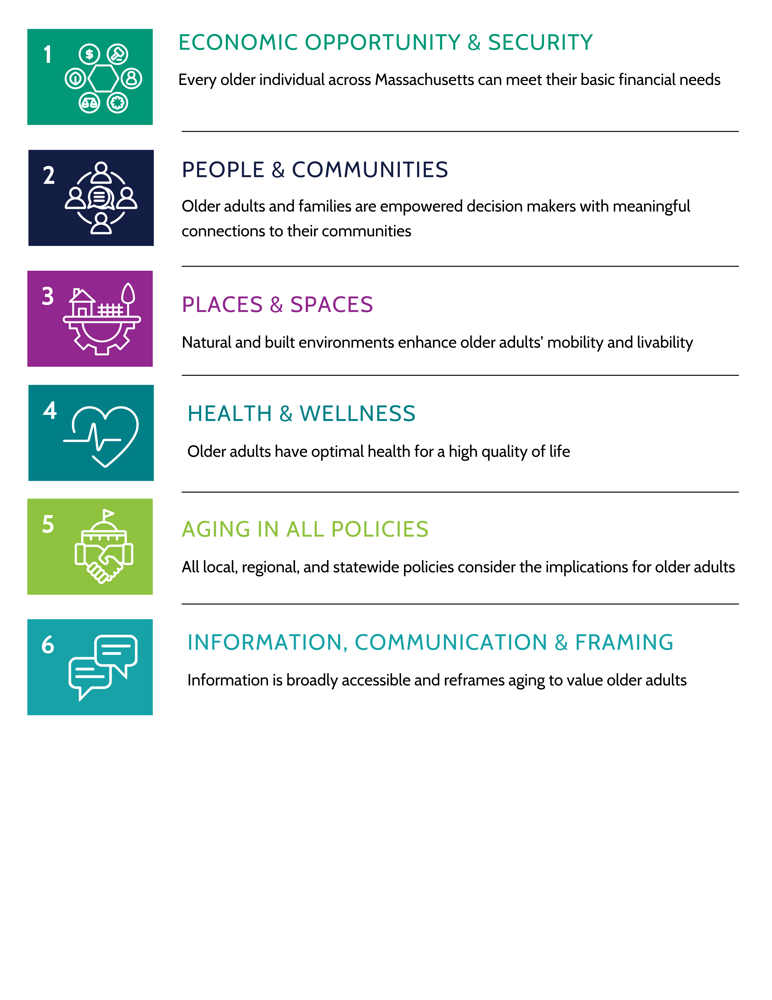 1
ECONOMIC OPPORTUNITY & SECURITY
Every older individual across Massachusetts can meet their basic financial needs
2
PEOPLE & COMMUNITIES
Older adults and families are empowered decision makers with meaningful
connections to their communities
3
PLACES & SPACES
Natural and built environments enhance older adults’ mobility and livability
4
HEALTH & WELLNESS
Older adults have optimal health for a high quality of life
5
AGING IN ALL POLICIES
All local, regional, and statewide policies consider the implications for older adults
6
INFORMATION, COMMUNICATION & FRAMING
Information is broadly accessible and reframes aging to value older adults